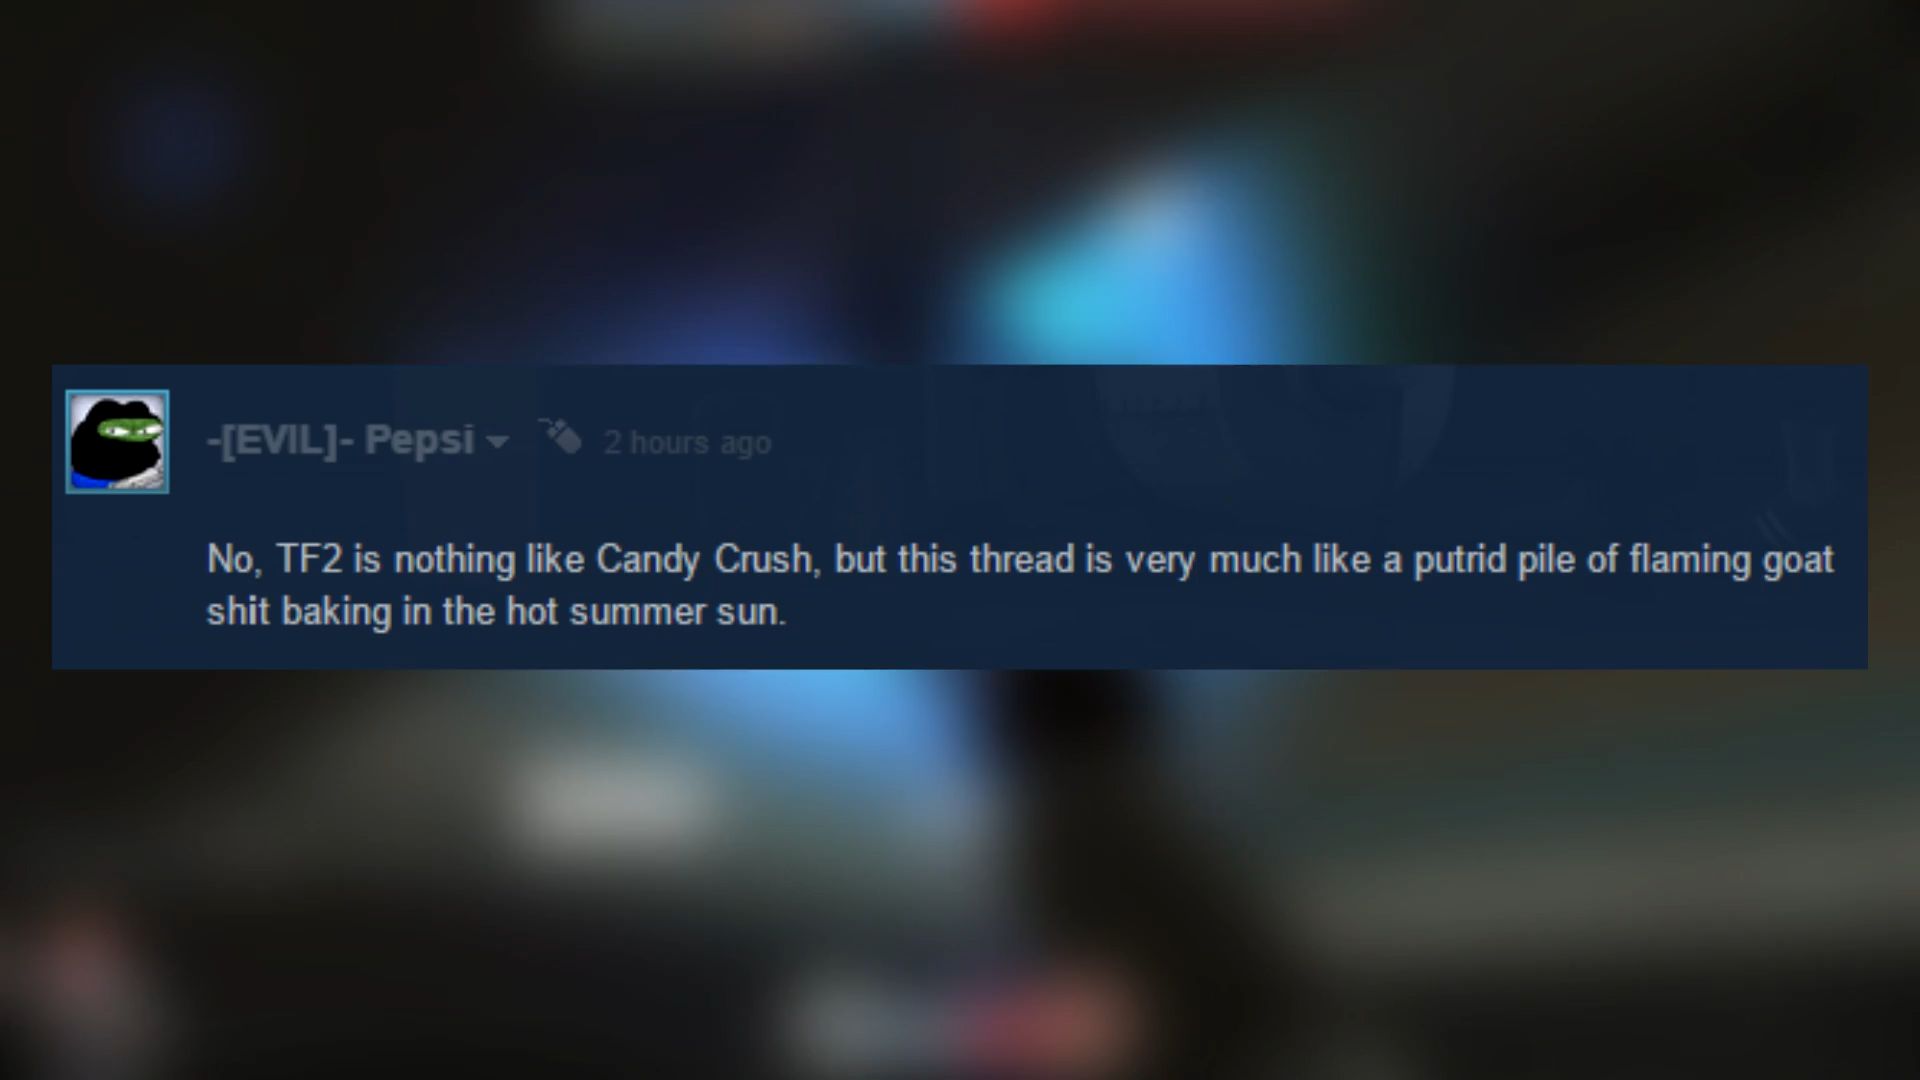 -[EVIL]- Pepsi 2 hours ago
No, TF2 is nothing like Candy Crush, but this thread is very much like a putrid pile of flaming goat
shit baking in the hot summer sun.